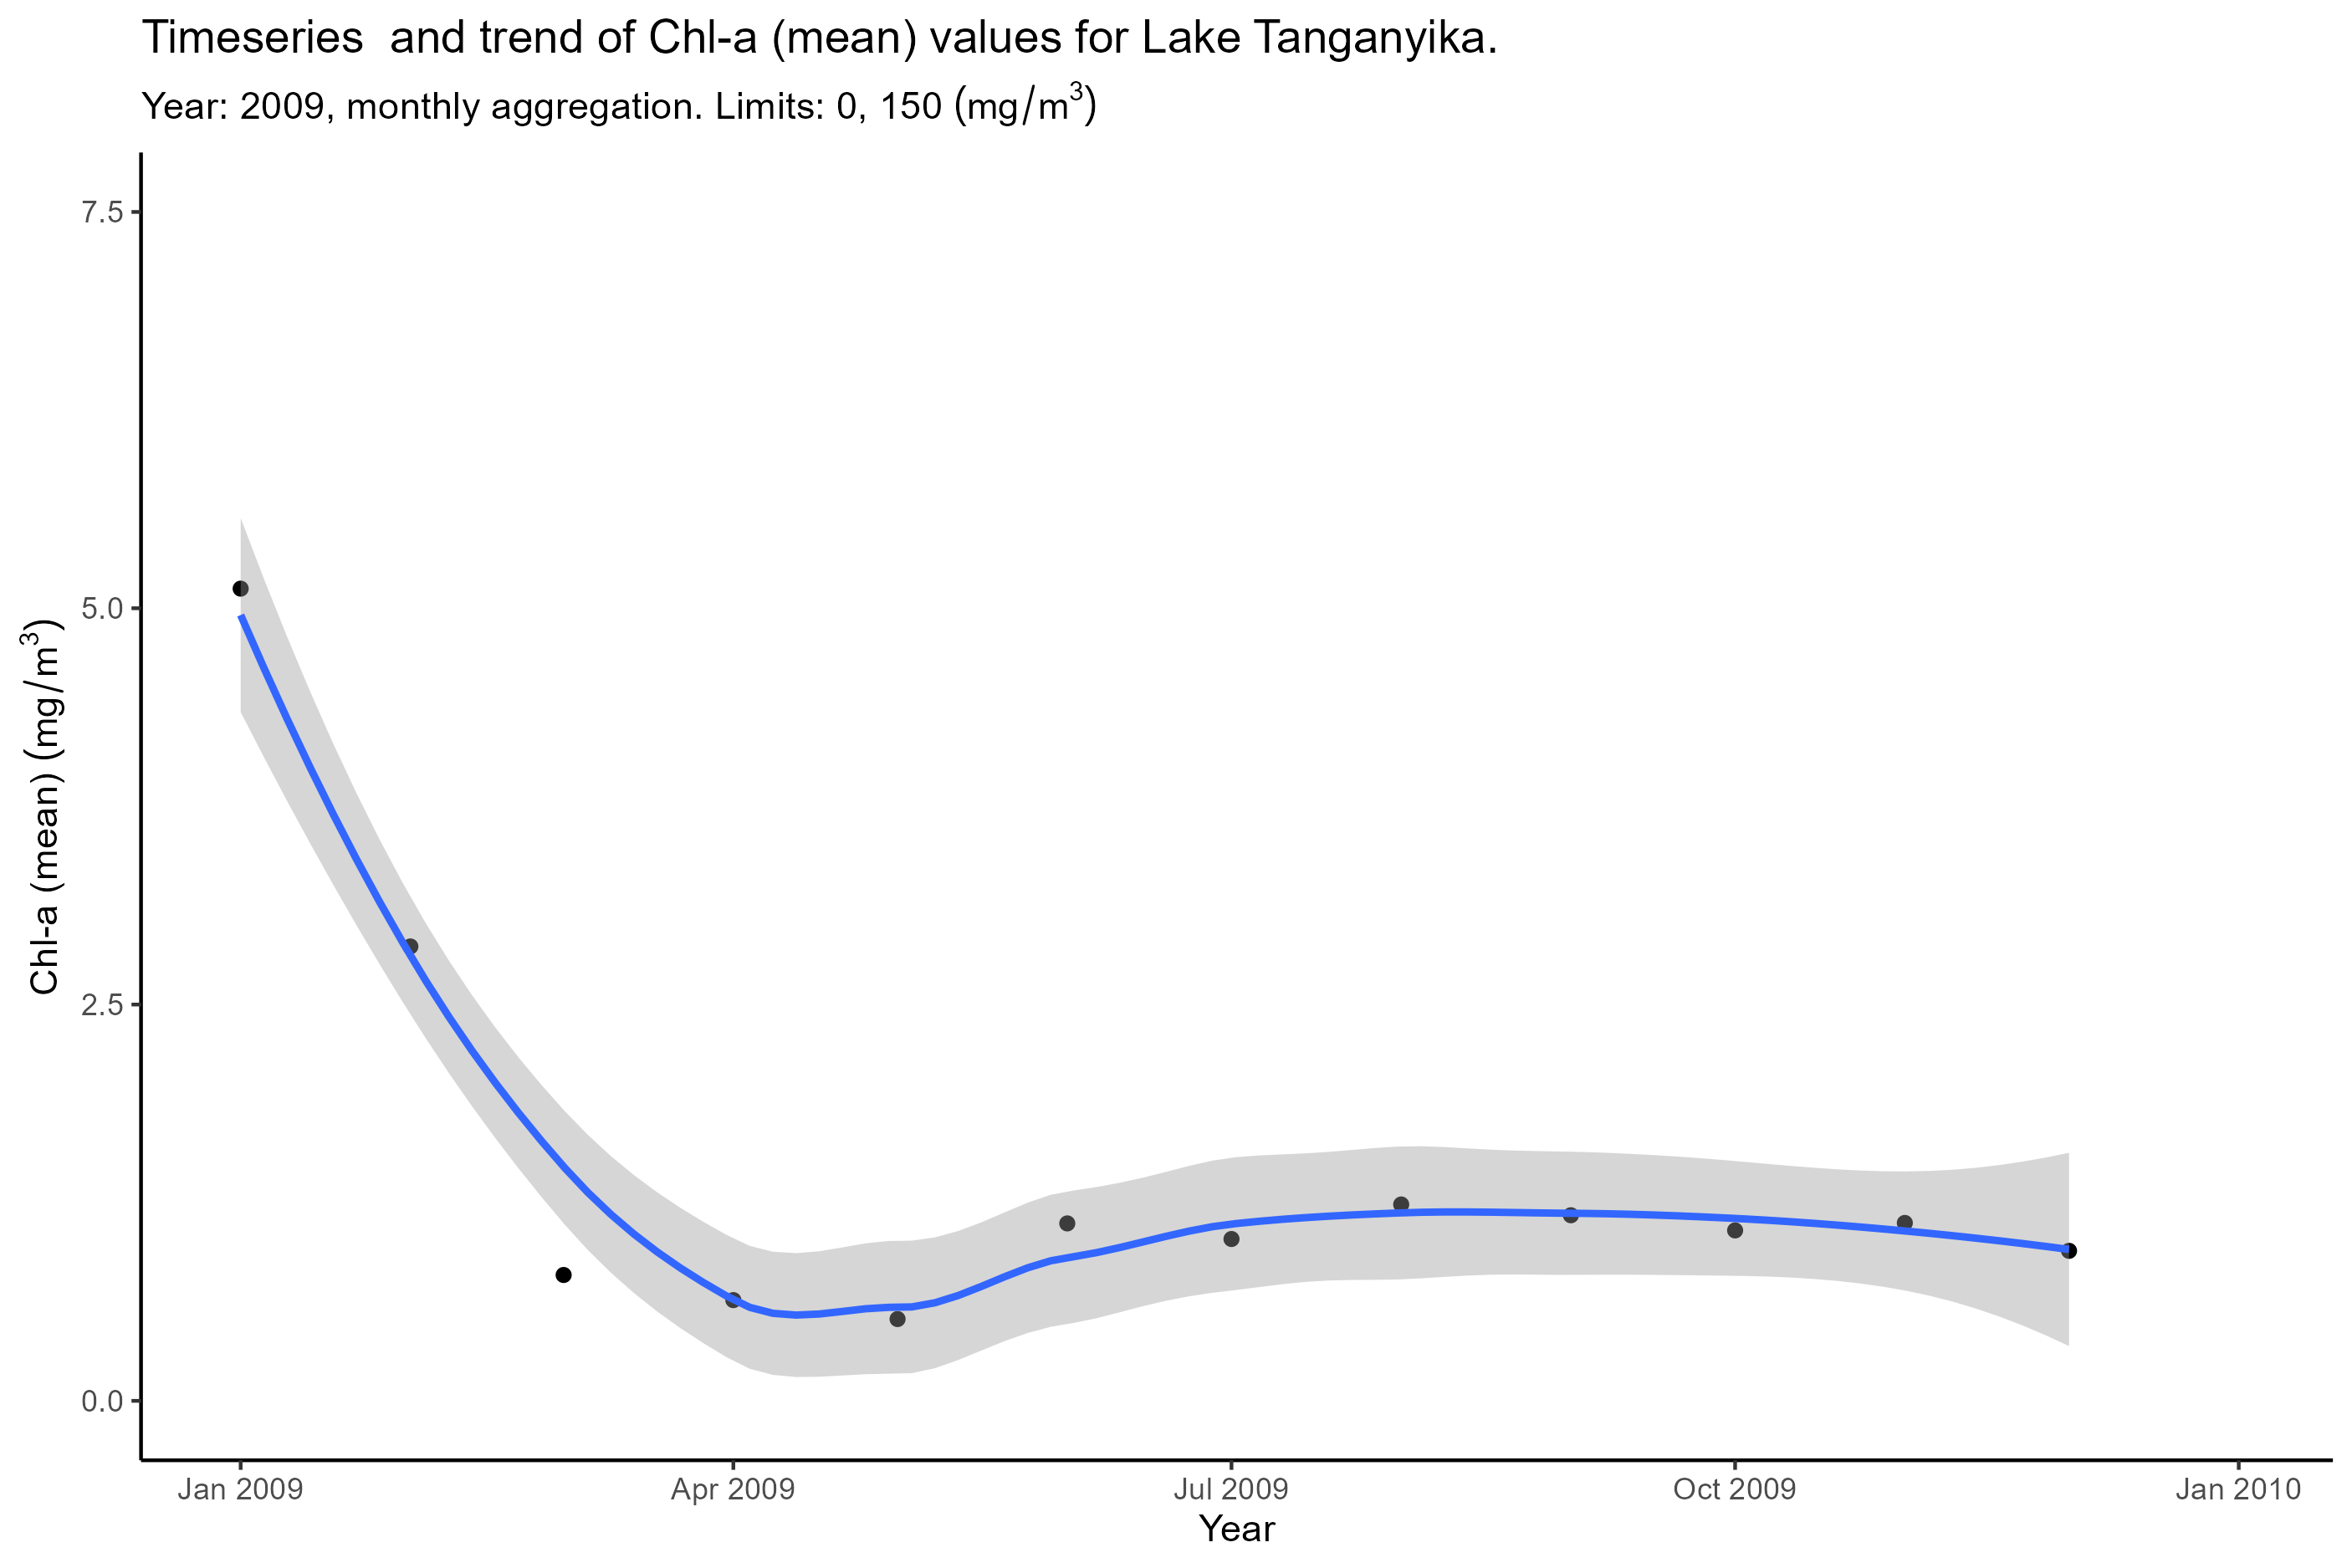 Timeseries  and trend of Chl-a (mean) values for Lake Tanganyika.
Year: 2009, monthly aggregation. Limits: 0, 150 (mg/m³)
Chl-a (mean) (mg/m³)
7.5
5.0
2.5
0.0
Jan 2009
Apr 2009
Jul 2009
Oct 2009
Jan 2010
Year